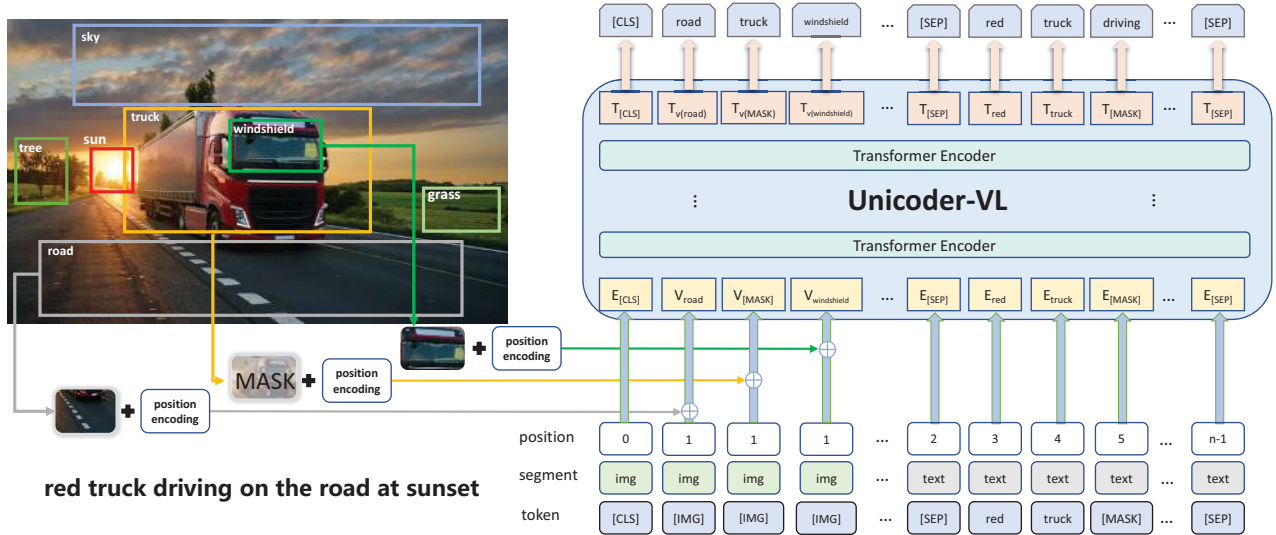 sky
truck
windshield
sun
tree
grass
road
MASK
position encoding
position encoding
position encoding
red truck driving on the road at sunset
[CLS] road truck windshield ... [SEP] red truck driving ... [SEP]
T[CLS] Tv(road) Tv(MASK) Tv(windshield) ... T[SEP] Tred Ttruck T[MASK] ... T[SEP]
Transformer Encoder
Unicoder-VL
Transformer Encoder
E[CLS] Vroad V[MASK] Vwindshield ... E[SEP] Ered Etruck E[MASK] ... E[SEP]
position 0 1 1 1 ... 2 3 4 5 ... n-1
segment img img img img ... text text text text ... text
token [CLS] [IMG] [IMG] [IMG] ... [SEP] red truck [MASK] ... [SEP]